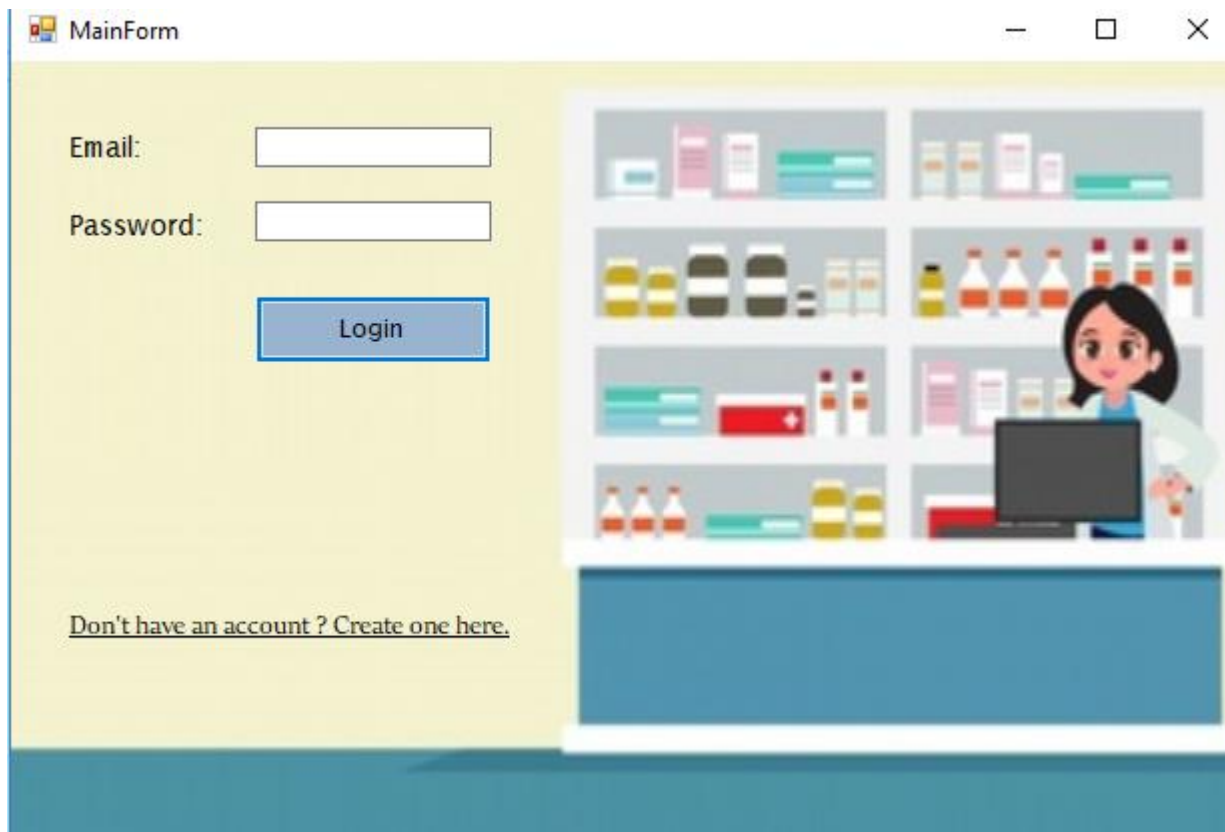 MainForm
Email:
Password:
Login
Don't have an account ? Create one here.